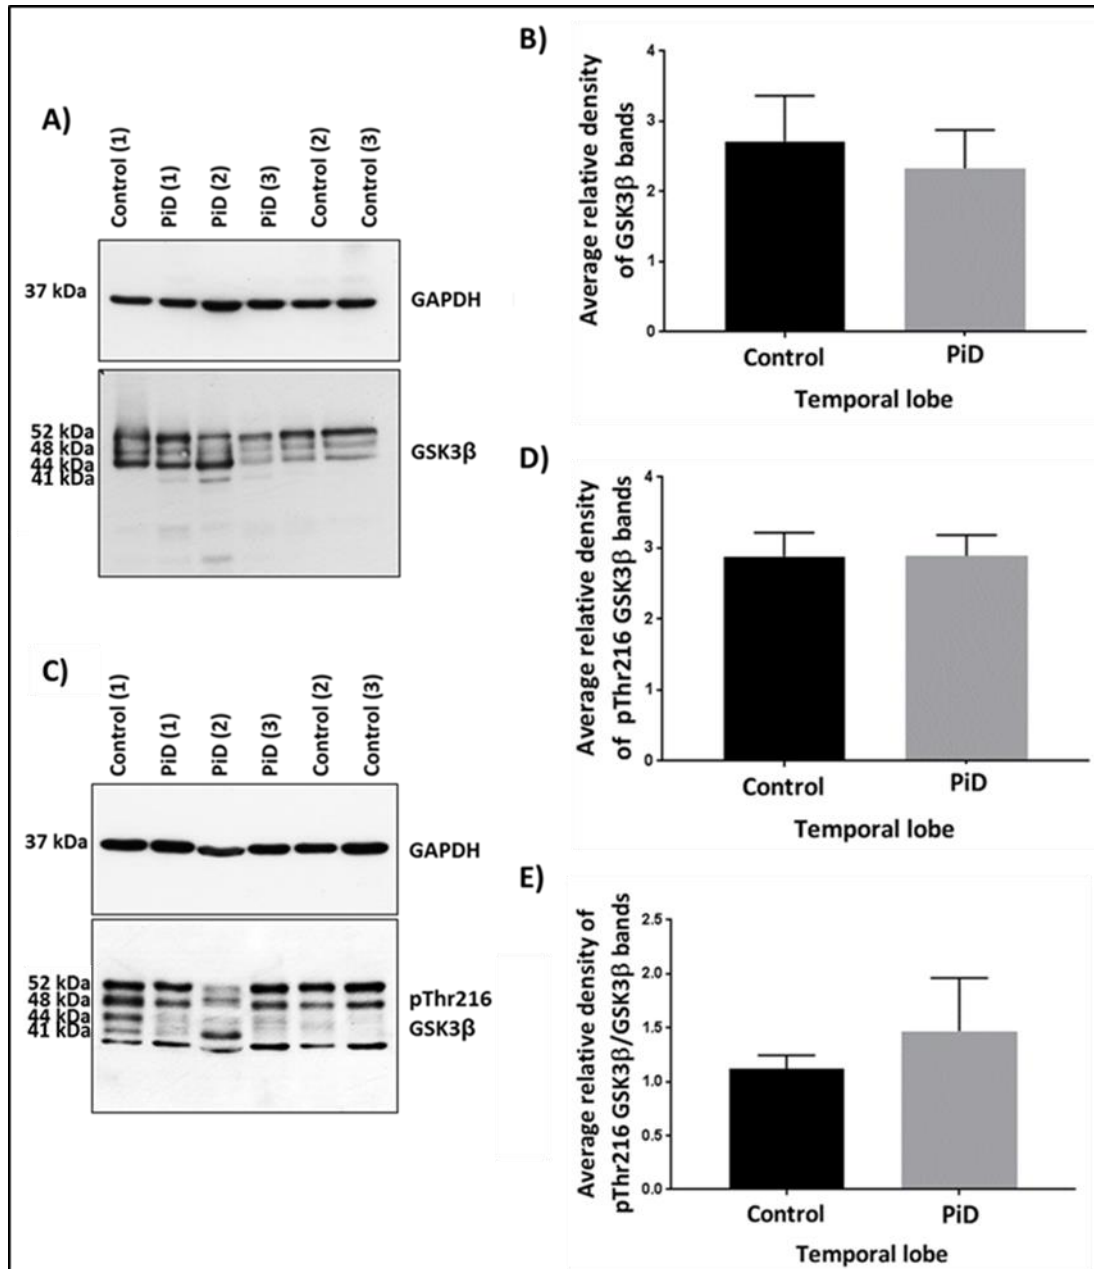 A)
Control (1)
PiD (1)
PiD (2)
PiD (3)
Control (2)
Control (3)
37 kDa
GAPDH
52 kDa
48 kDa
44 kDa
41 kDa
GSK3β
B)
Average relative density
of GSK3β bands
4
3
2
1
0
Control
PiD
Temporal lobe
C)
Control (1)
PiD (1)
PiD (2)
PiD (3)
Control (2)
Control (3)
37 kDa
GAPDH
52 kDa
48 kDa
44 kDa
41 kDa
pThr216
GSK3β
D)
Average relative density
of pThr216 GSK3β bands
4
3
2
1
0
Control
PiD
Temporal lobe
E)
Average relative density of
pThr216 GSK3β/GSK3β bands
2.5
2.0
1.5
1.0
0.5
0.0
Control
PiD
Temporal lobe